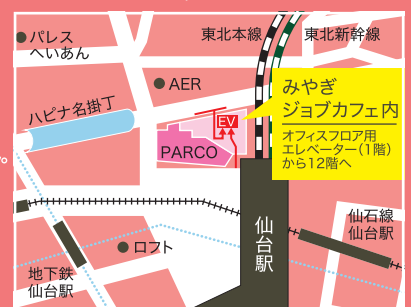 東北本線
東北新幹線
パレス
へいあん
AER
ハピナ名掛丁
EV
PARCO
みやぎ
ジョブカフェ内
オフィスフロア用
エレベーター(1階)
から12階へ
仙台駅
仙石線
仙台駅
ロフト
地下鉄
仙台駅